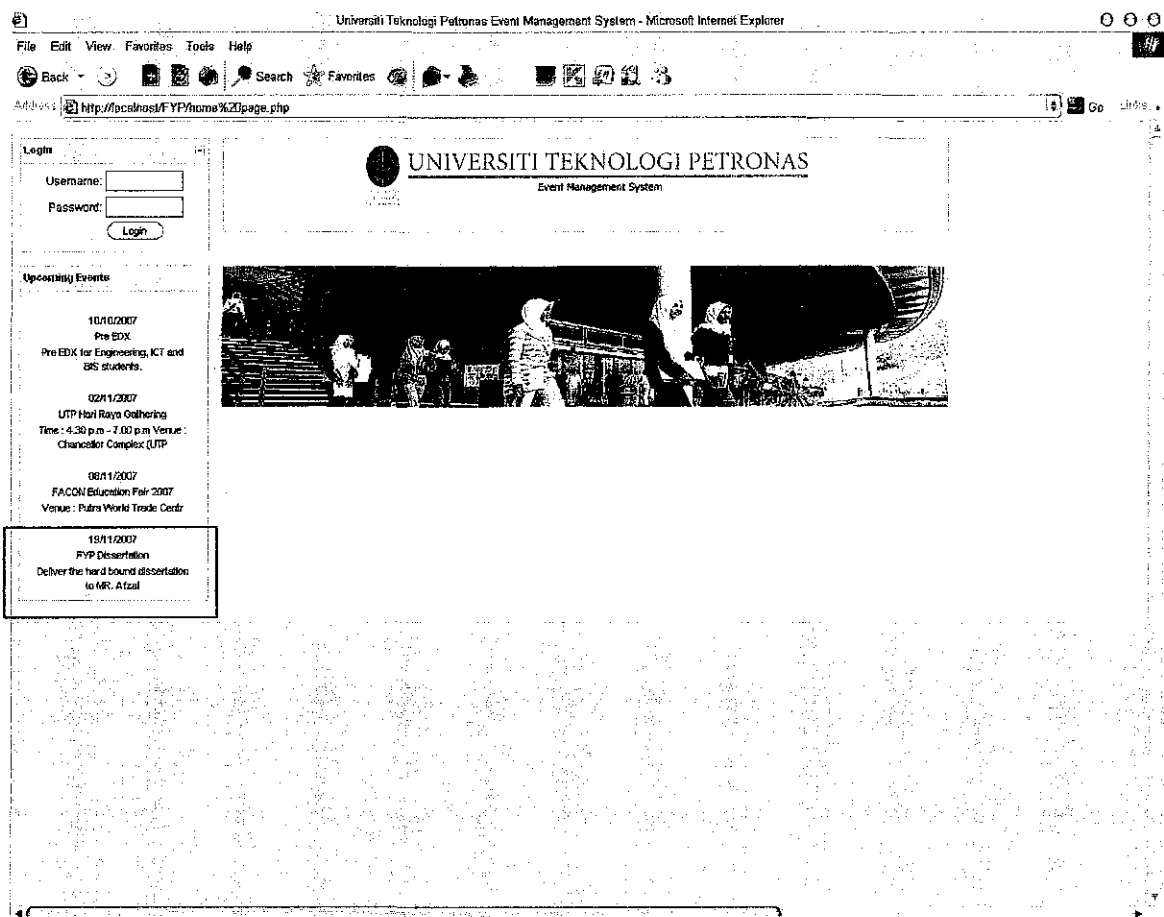 Universiti Teknologi Petronas Event Management System - Microsoft Internet Explorer
File Edit View Favorites Tools Help
Back Search Favorites
Address http://localhost/FYP/home%20page.php Go Links
Login
Username:
Password:
Login
UNIVERSITI TEKNOLOGI PETRONAS
Event Management System
Upcoming Events
10/10/2007
Pre EDX
Pre EDX for Engineering, ICT and
BIS students.
02/11/2007
UTP Hari Raya Gathering
Time : 4.30 p.m - 7.00 p.m Venue :
Chancellor Complex (UTP
08/11/2007
FACON Education Fair 2007
Venue : Putra World Trade Centr
19/11/2007
FYP Dissertation
Deliver the hard bound dissertation
to MR. Afzal